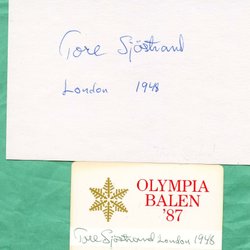 Tore Sjöstrand
London 1948
OLYMPIA
BALEN
'87
Tore Sjöstrand London 1948